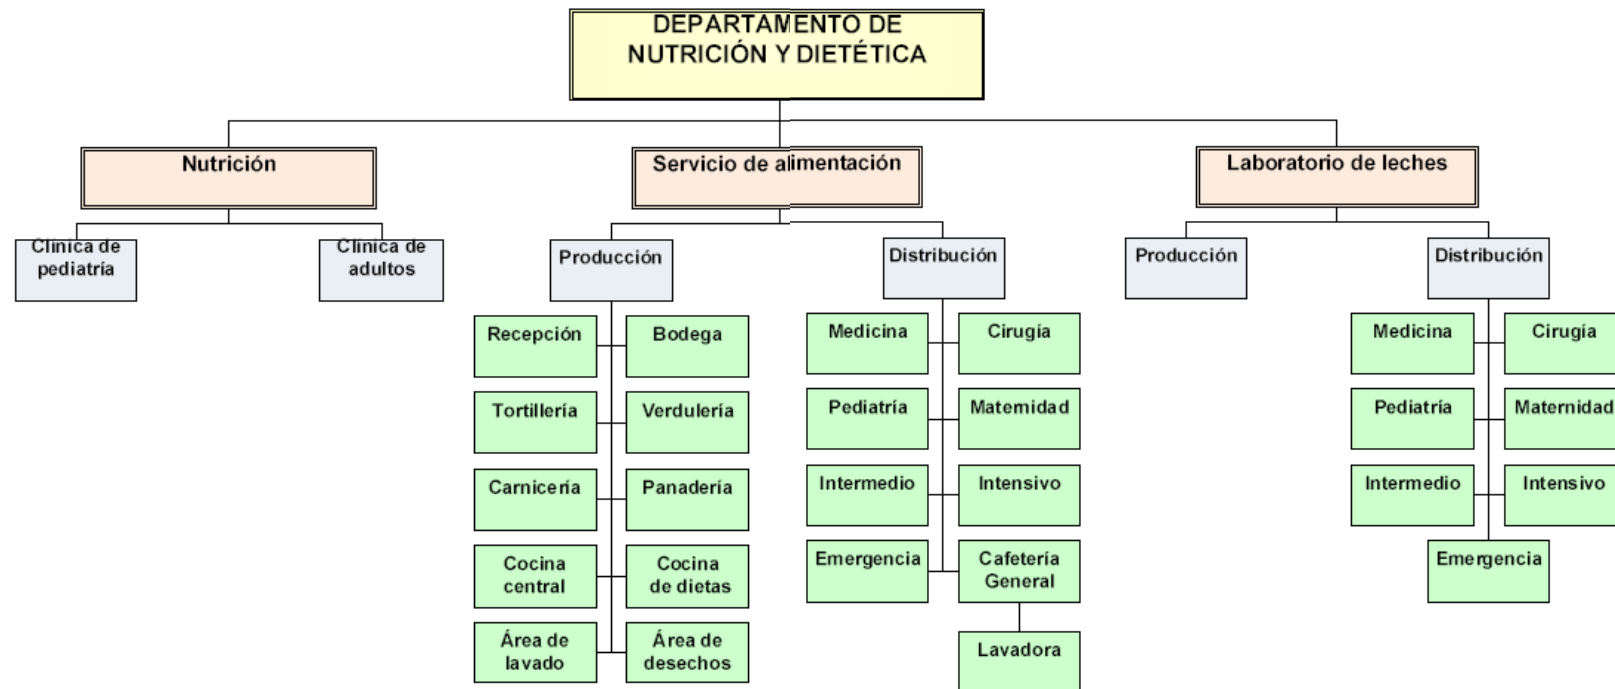 DEPARTAMENTO DE
NUTRICIÓN Y DIETÉTICA
Nutrición
Servicio de alimentación
Laboratorio de leches
Clínica de
pediatría
Clínica de
adultos
Producción
Distribución
Producción
Distribución
Recepción
Bodega
Medicina
Cirugía
Medicina
Cirugía
Tortillería
Verdulería
Pediatría
Maternidad
Pediatría
Maternidad
Carnicería
Panadería
Intermedio
Intensivo
Intermedio
Intensivo
Cocina
central
Cocina
de dietas
Emergencia
Cafetería
General
Emergencia
Área de
lavado
Área de
desechos
Lavadora